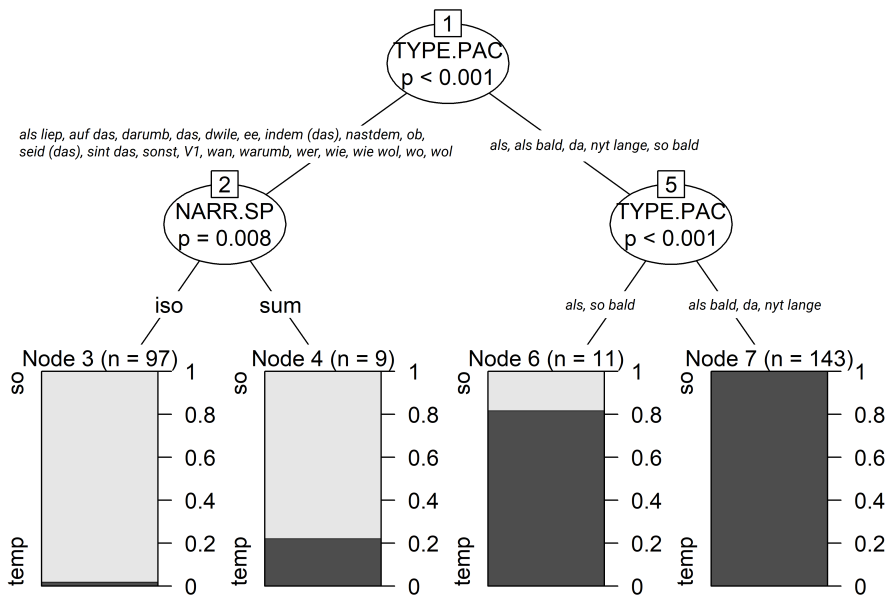 1
TYPE.PAC
p < 0.001
als liep, auf das, darumb, das, dwile, ee, indem (das), nastdem, ob,
seid (das), sint das, sonst, V1, wan, warumb, wer, wie, wie wol, wo, wol
als, als bald, da, nyt lange, so bald
2
NARR.SP
p = 0.008
5
TYPE.PAC
p < 0.001
iso
sum
als, so bald
als bald, da, nyt lange
Node 3 (n = 97)
so
temp
1
0.8
0.6
0.4
0.2
0
Node 4 (n = 9)
so
temp
1
0.8
0.6
0.4
0.2
0
Node 6 (n = 11)
so
temp
1
0.8
0.6
0.4
0.2
0
Node 7 (n = 143)
so
temp
1
0.8
0.6
0.4
0.2
0